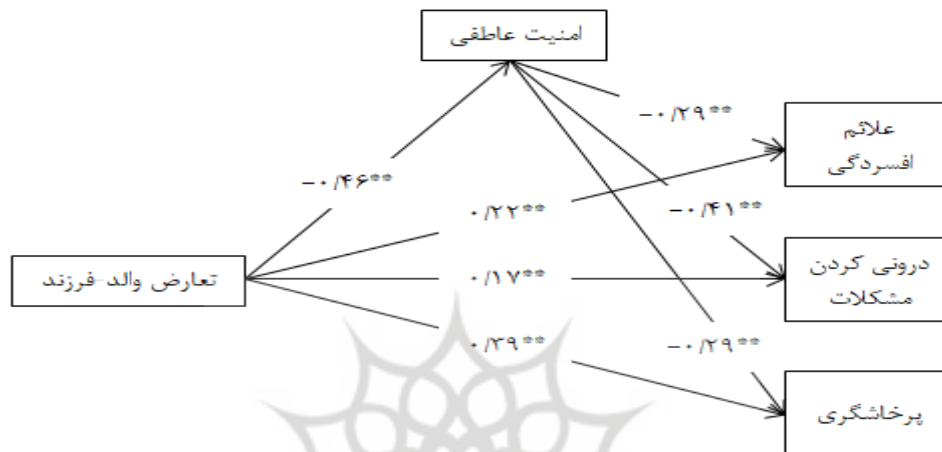 امنیت عاطفی
−۰/۲۹**
علائم
افسردگی
−۰/۴۶**
۰/۲۲**
−۰/۴۱**
تعارض والد-فرزند
۰/۱۷**
درونی کردن
مشکلات
۰/۳۹**
−۰/۲۹**
پرخاشگری